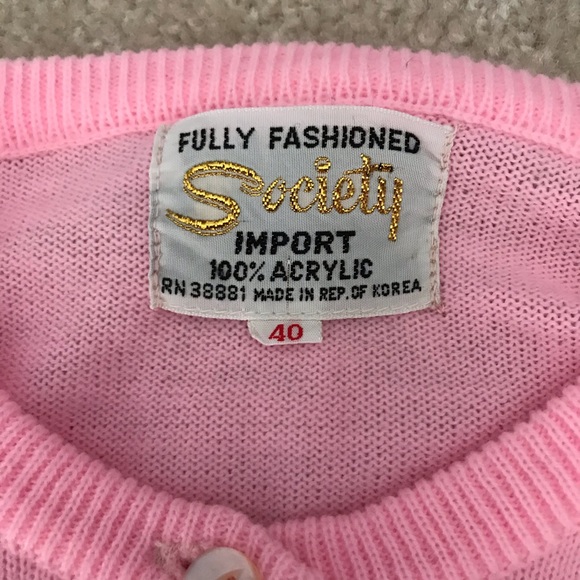 FULLY FASHIONED
Society
IMPORT
100% ACRYLIC
RN 38881 MADE IN REP. OF KOREA
40